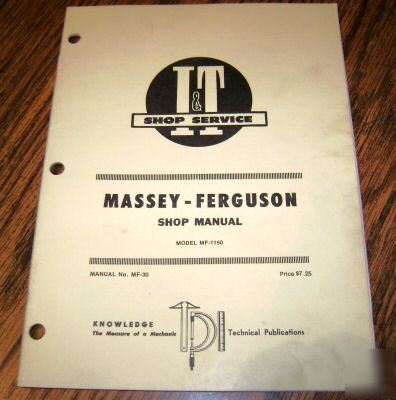 I&T
SHOP SERVICE
MASSEY-FERGUSON
SHOP MANUAL
MODEL MF-1150
MANUAL No. MF-30 Price $7.25
KNOWLEDGE
The Measure of a Mechanic
Technical Publications